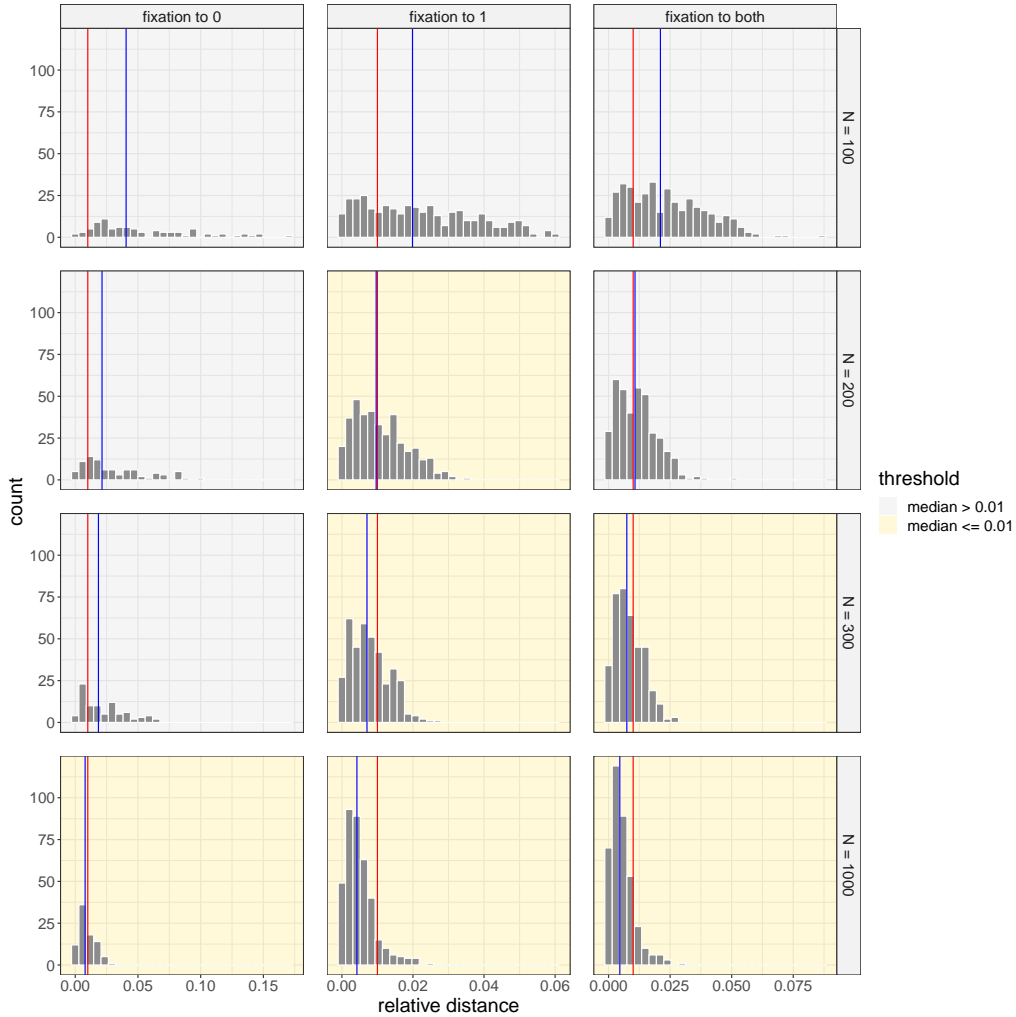 fixation to 0
fixation to 1
fixation to both
100
75
50
25
0
N = 100
100
75
50
25
0
N = 200
100
75
50
25
0
N = 300
100
75
50
25
0
N = 1000
count
0.00 0.05 0.10 0.15
0.00 0.02 0.04 0.06
0.000 0.025 0.050 0.075
relative distance
threshold
median > 0.01
median <= 0.01